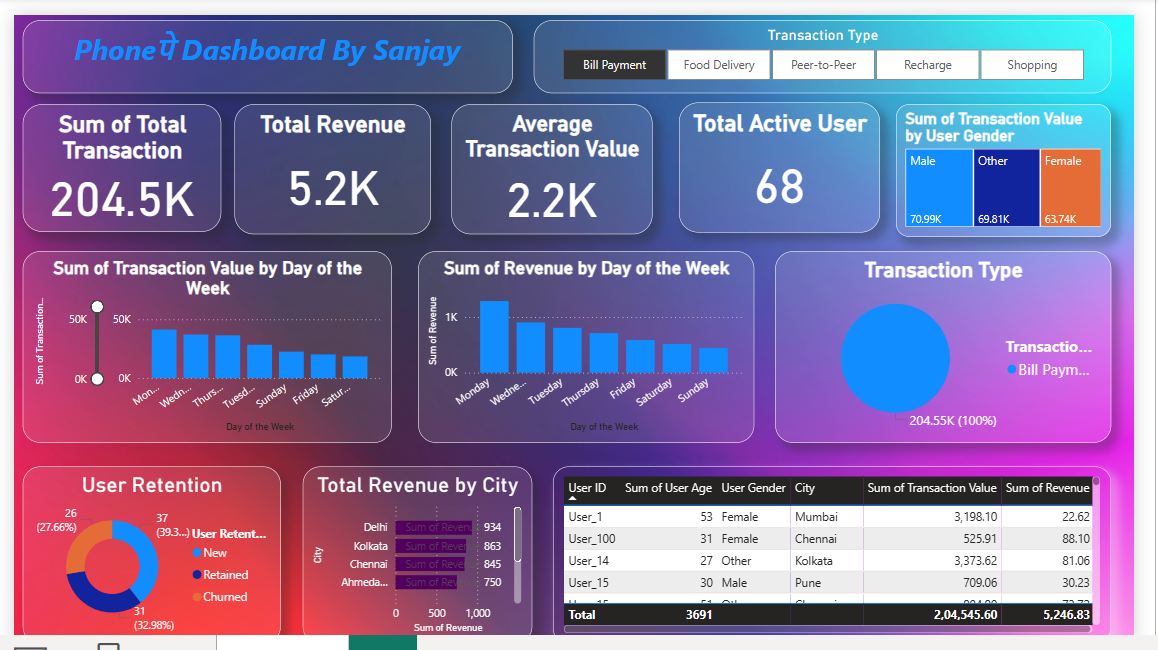 Phoneपे Dashboard By Sanjay
Transaction Type
Bill Payment
Food Delivery
Peer-to-Peer
Recharge
Shopping
Sum of Total
Transaction
204.5K
Total Revenue
5.2K
Average
Transaction Value
2.2K
Total Active User
68
Sum of Transaction Value
by User Gender
Male
Other
Female
70.99K
69.81K
63.74K
Sum of Transaction Value by Day of the
Week
Sum of Transaction...
50K
0K
50K
0K
Mon...
Wedn...
Thurs...
Tuesd...
Sunday
Friday
Satur...
Day of the Week
Sum of Revenue by Day of the Week
Sum of Revenue
1K
0K
Monday
Wedne...
Tuesday
Thursday
Friday
Saturday
Sunday
Day of the Week
Transaction Type
Transactio...
Bill Paym...
204.55K (100%)
User Retention
26
(27.66%)
37
(39.3...)
31
(32.98%)
User Retent...
New
Retained
Churned
Total Revenue by City
City
Delhi Sum of Reven 934
Kolkata Sum of Reven 863
Chennai Sum of Reven 845
Ahmeda... Sum of Rev 750
0 500 1,000
Sum of Revenue
User ID Sum of User Age User Gender City Sum of Transaction Value Sum of Revenue
User_1 53 Female Mumbai 3,198.10 22.62
User_100 31 Female Chennai 525.91 88.10
User_14 27 Other Kolkata 3,373.62 81.06
User_15 30 Male Pune 709.06 30.23
Total 3691 2,04,545.60 5,246.83